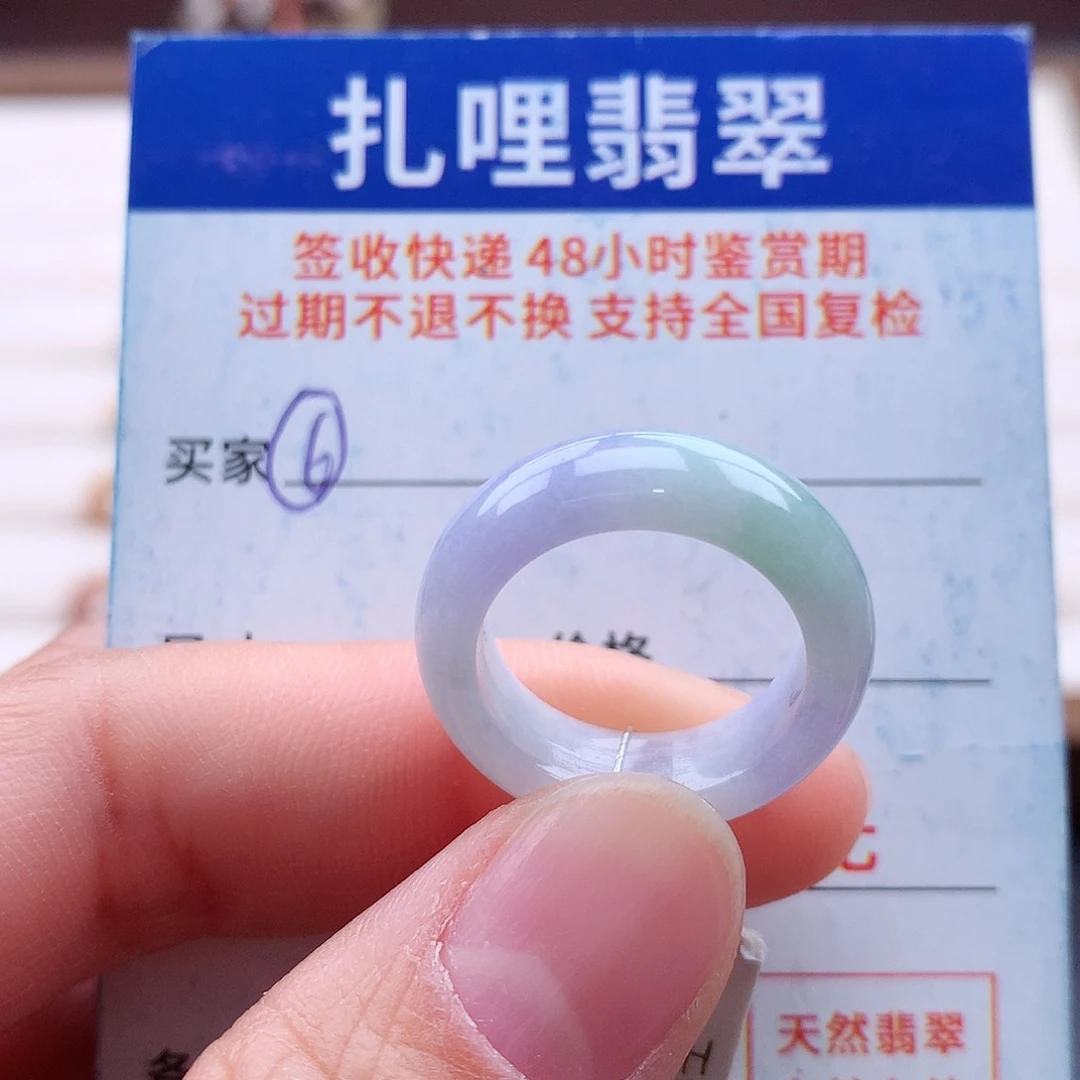 扎哩翡翠
签收快递 48小时鉴赏期
过期不退不换 支持全国复检
买家 6
价格
元
天然翡翠
H